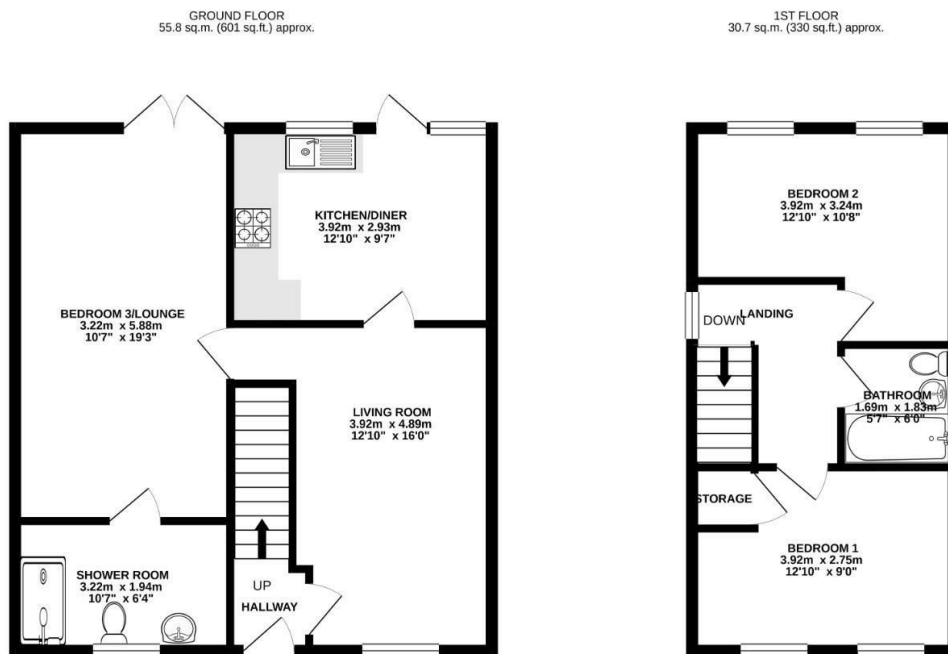 GROUND FLOOR
55.8 sq.m. (601 sq.ft.) approx.
1ST FLOOR
30.7 sq.m. (330 sq.ft.) approx.
KITCHEN/DINER
3.92m x 2.93m
12'10" x 9'7"
BEDROOM 3/LOUNGE
3.22m x 5.88m
10'7" x 19'3"
LIVING ROOM
3.92m x 4.89m
12'10" x 16'0"
SHOWER ROOM
3.22m x 1.94m
10'7" x 6'4"
UP
HALLWAY
BEDROOM 2
3.92m x 3.24m
12'10" x 10'8"
LANDING
DOWN
BATHROOM
1.69m x 1.83m
5'7" x 6'0"
STORAGE
BEDROOM 1
3.92m x 2.75m
12'10" x 9'0"